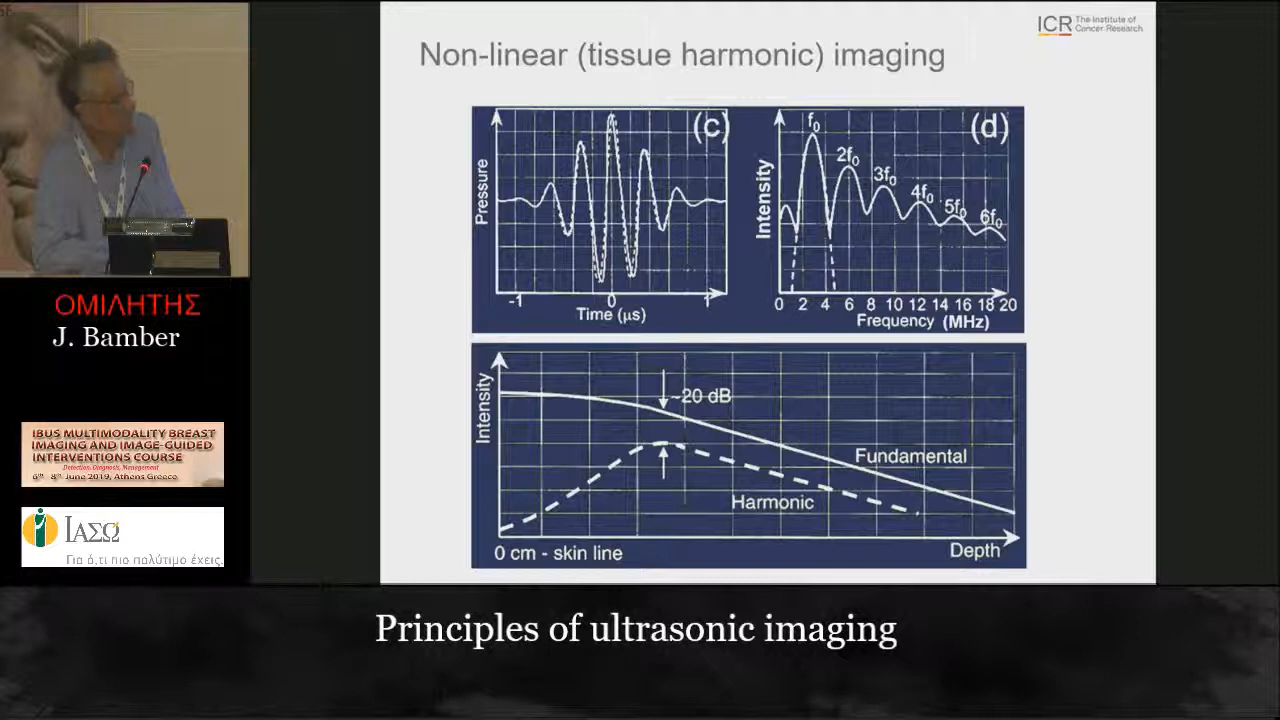 ICR The Institute of
Cancer Research
Non-linear (tissue harmonic) imaging
(c)
Pressure
-1
0
1
Time (μs)
(d)
Intensity
f₀
2f₀
3f₀
4f₀
5f₀
6f₀
0 2 4 6 8 10 12 14 16 18 20
Frequency (MHz)
Intensity
~20 dB
Fundamental
Harmonic
0 cm - skin line
Depth
ΟΜΙΛΗΤΗΣ
J. Bamber
IBUS MULTIMODALITY BREAST
IMAGING AND IMAGE-GUIDED
INTERVENTIONS COURSE
Detection, Diagnosis, Management
6th - 8th June 2019, Athens Greece
ΙΑΣΩ
Για ό,τι πιο πολύτιμο έχεις.
Principles of ultrasonic imaging